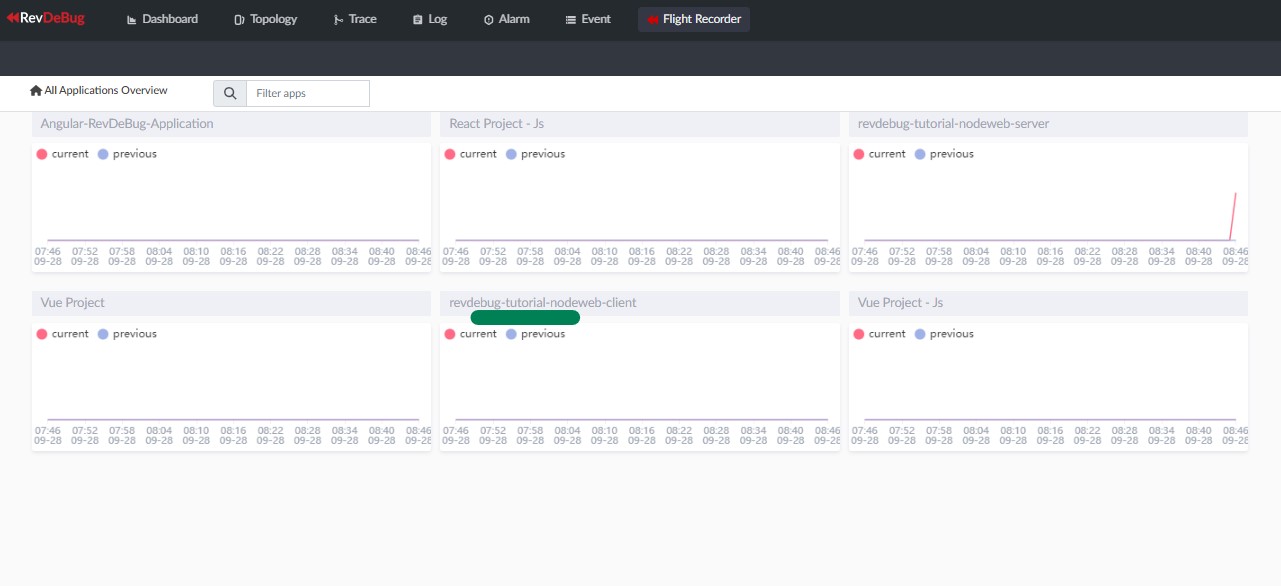 RevDeBug Dashboard Topology Trace Log Alarm Event Flight Recorder
All Applications Overview Filter apps
Angular-RevDeBug-Application React Project - Js revdebug-tutorial-nodeweb-server
current previous current previous current previous
07:46 07:52 07:58 08:04 08:10 08:16 08:22 08:28 08:34 08:40 08:46 07:46 07:52 07:58 08:04 08:10 08:16 08:22 08:28 08:34 08:40 08:46 07:46 07:52 07:58 08:04 08:10 08:16 08:22 08:28 08:34 08:40 08:46
09-28 09-28 09-28 09-28 09-28 09-28 09-28 09-28 09-28 09-28 09-28 09-28 09-28 09-28 09-28 09-28 09-28 09-28 09-28 09-28 09-28 09-28 09-28 09-28 09-28 09-28 09-28 09-28 09-28 09-28 09-28 09-28 09-28
Vue Project revdebug-tutorial-nodeweb-client Vue Project - Js
current previous current previous current previous
07:46 07:52 07:58 08:04 08:10 08:16 08:22 08:28 08:34 08:40 08:46 07:46 07:52 07:58 08:04 08:10 08:16 08:22 08:28 08:34 08:40 08:46 07:46 07:52 07:58 08:04 08:10 08:16 08:22 08:28 08:34 08:40 08:46
09-28 09-28 09-28 09-28 09-28 09-28 09-28 09-28 09-28 09-28 09-28 09-28 09-28 09-28 09-28 09-28 09-28 09-28 09-28 09-28 09-28 09-28 09-28 09-28 09-28 09-28 09-28 09-28 09-28 09-28 09-28 09-28 09-28